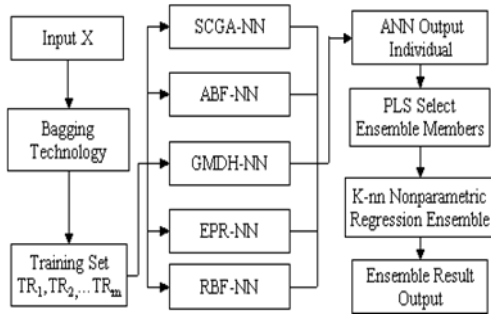 Input X
Bagging
Technology
Training Set
TR1, TR2, ... TRm
SCGA-NN
ABF-NN
GMDH-NN
EPR-NN
RBF-NN
ANN Output
Individual
PLS Select
Ensemble Members
K-nn Nonparametric
Regression Ensemble
Ensemble Result
Output